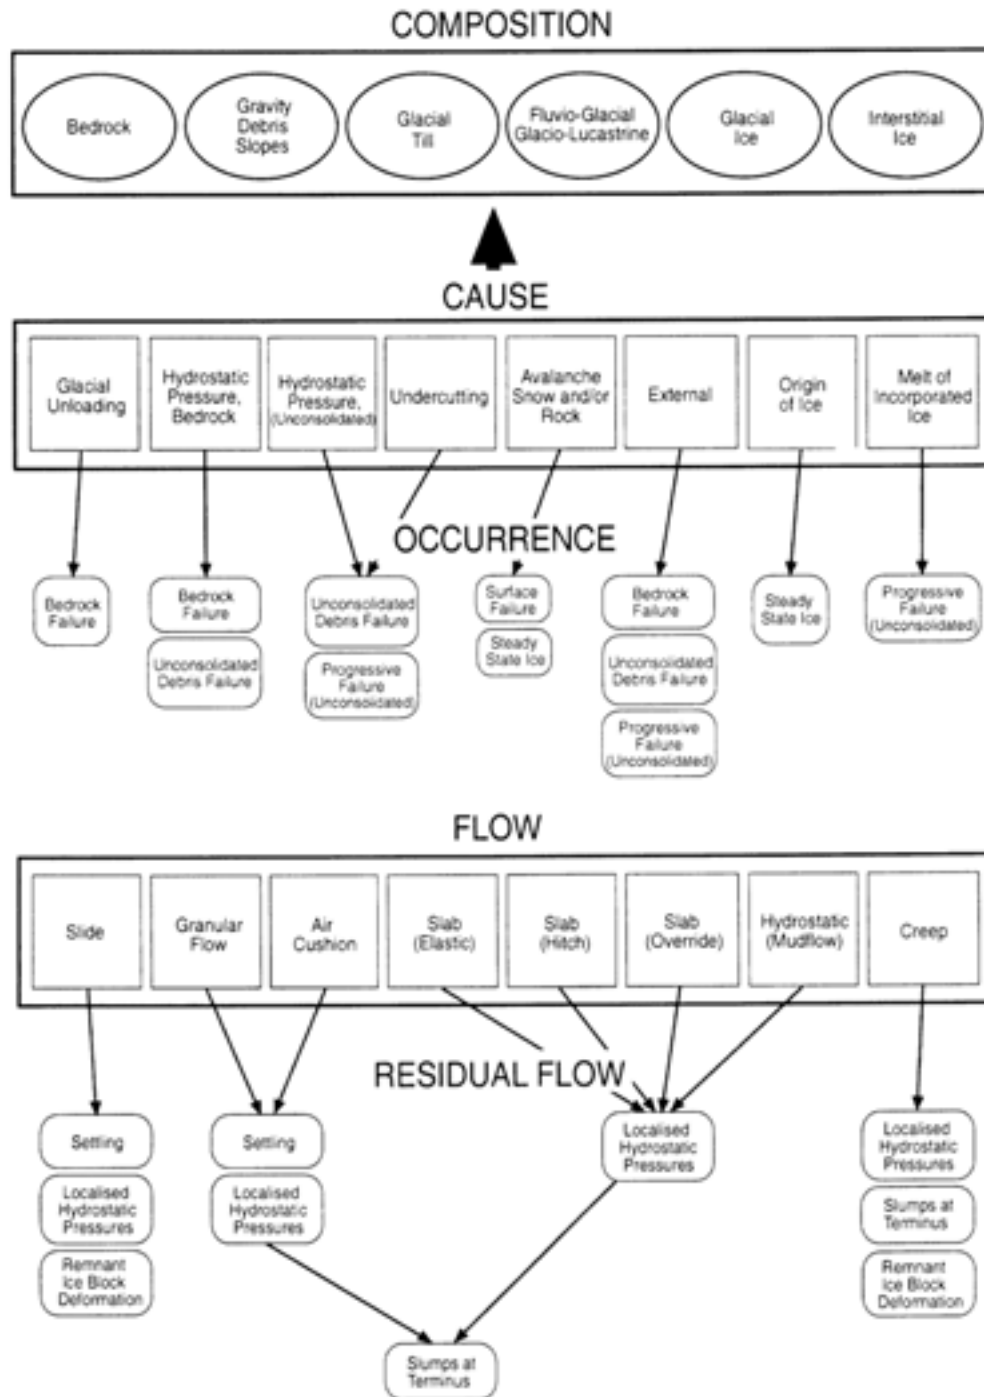 COMPOSITION
Bedrock
Gravity
Debris
Slopes
Glacial
Till
Fluvio-Glacial
Glacio-Lucastrine
Glacial
Ice
Interstitial
Ice
CAUSE
Glacial
Unloading
Hydrostatic
Pressure,
Bedrock
Hydrostatic
Pressure,
(Unconsolidated)
Undercutting
Avalanche
Snow and/or
Rock
External
Origin
of Ice
Melt of
Incorporated
Ice
OCCURRENCE
Bedrock
Failure
Bedrock
Failure
Unconsolidated
Debris Failure
Unconsolidated
Debris Failure
Progressive
Failure
(Unconsolidated)
Surface
Failure
Steady
State Ice
Bedrock
Failure
Unconsolidated
Debris Failure
Progressive
Failure
(Unconsolidated)
Steady
State Ice
Progressive
Failure
(Unconsolidated)
FLOW
Slide
Granular
Flow
Air
Cushion
Slab
(Elastic)
Slab
(Hitch)
Slab
(Override)
Hydrostatic
(Mudflow)
Creep
RESIDUAL FLOW
Settling
Localised
Hydrostatic
Pressures
Remnant
Ice Block
Deformation
Settling
Localised
Hydrostatic
Pressures
Localised
Hydrostatic
Pressures
Localised
Hydrostatic
Pressures
Slumps at
Terminus
Remnant
Ice Block
Deformation
Slumps at
Terminus